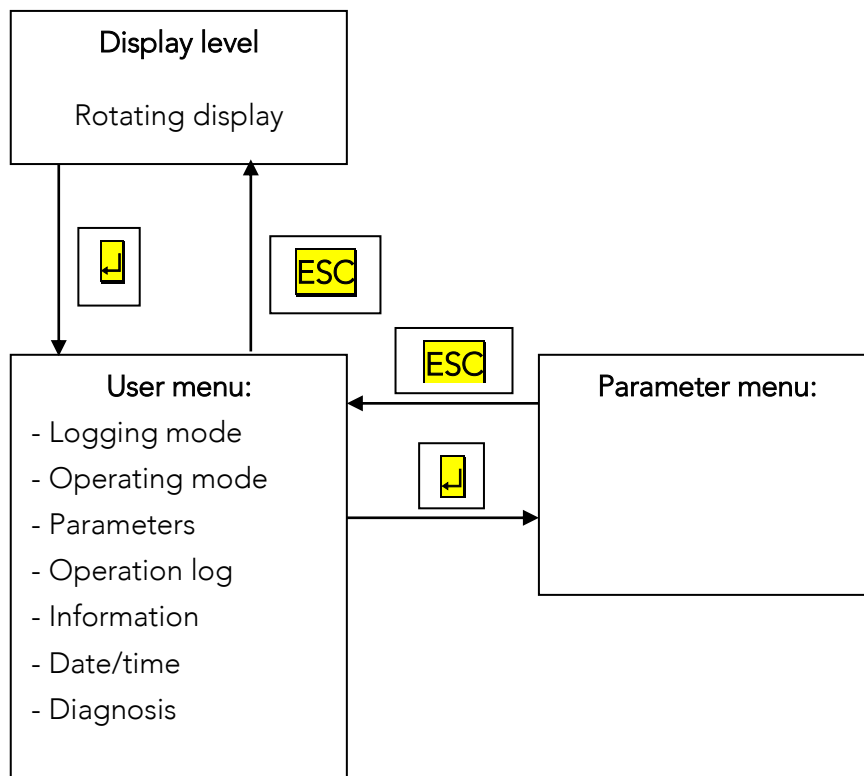 Display level
Rotating display
↵
ESC
ESC
User menu:
- Logging mode
- Operating mode
- Parameters
- Operation log
- Information
- Date/time
- Diagnosis
Parameter menu:
↵